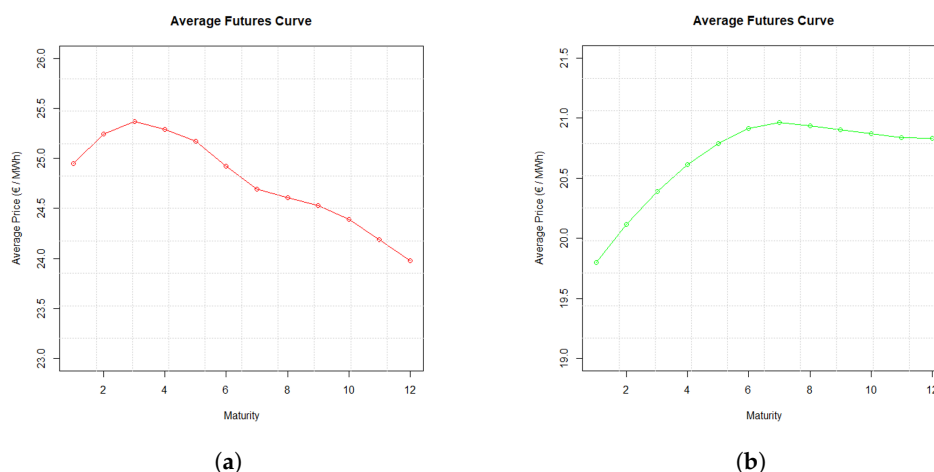 Average Futures Curve
Average Price (€ / MWh)
26.0
25.5
25.0
24.5
24.0
23.5
23.0
2 4 6 8 10 12
Maturity
(a)
Average Futures Curve
Average Price (€ / MWh)
21.5
21.0
20.5
20.0
19.5
19.0
2 4 6 8 10 12
Maturity
(b)